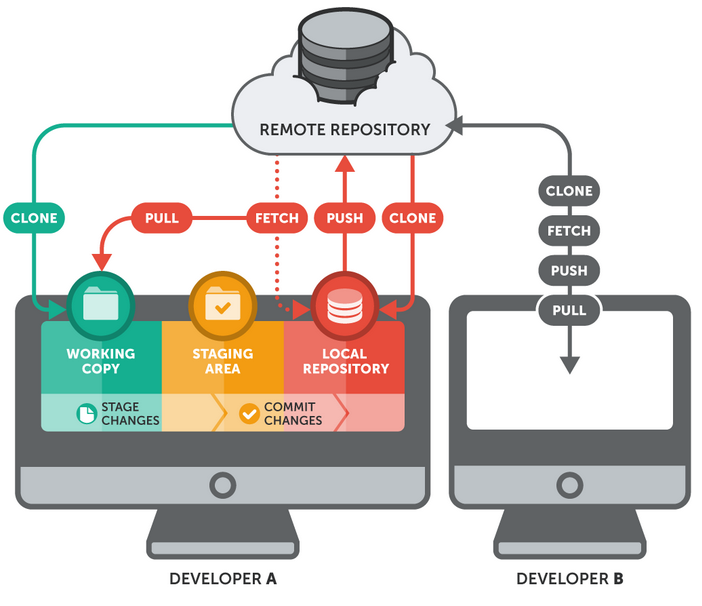 REMOTE REPOSITORY
CLONE
PULL
FETCH
PUSH
CLONE
CLONE
FETCH
PUSH
PULL
WORKING
COPY
STAGING
AREA
LOCAL
REPOSITORY
STAGE
CHANGES
COMMIT
CHANGES
DEVELOPER A
DEVELOPER B